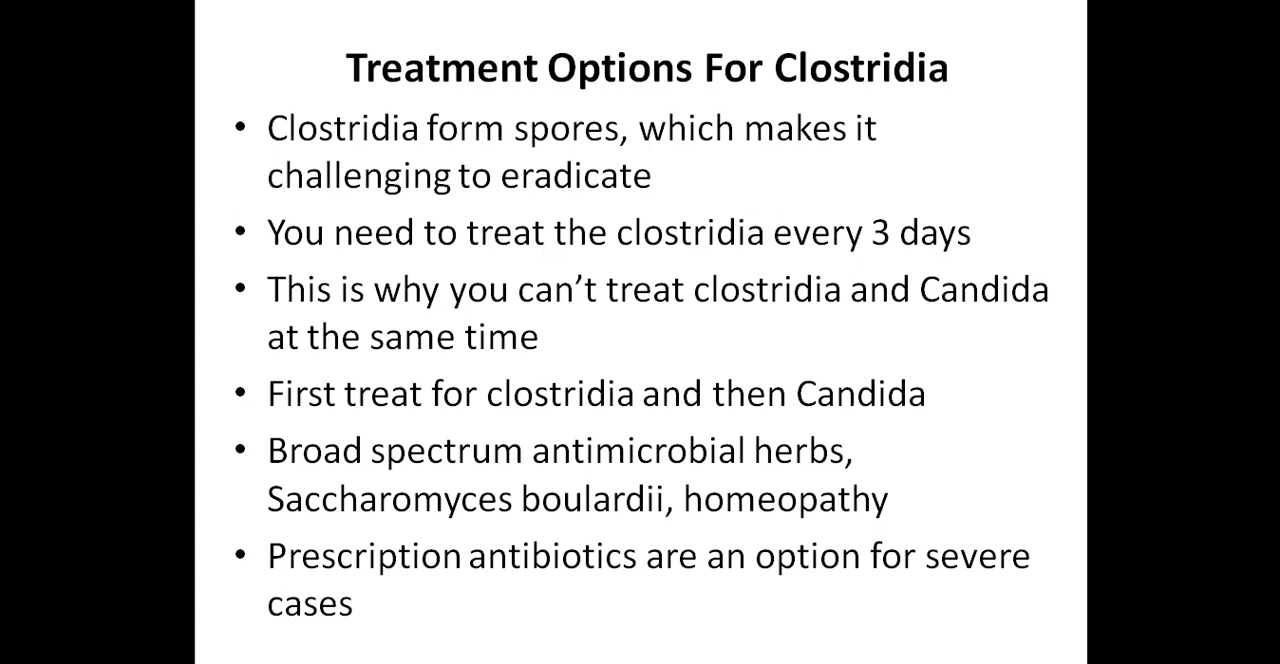 Treatment Options For Clostridia
• Clostridia form spores, which makes it
challenging to eradicate
• You need to treat the clostridia every 3 days
• This is why you can’t treat clostridia and Candida
at the same time
• First treat for clostridia and then Candida
• Broad spectrum antimicrobial herbs,
Saccharomyces boulardii, homeopathy
• Prescription antibiotics are an option for severe
cases